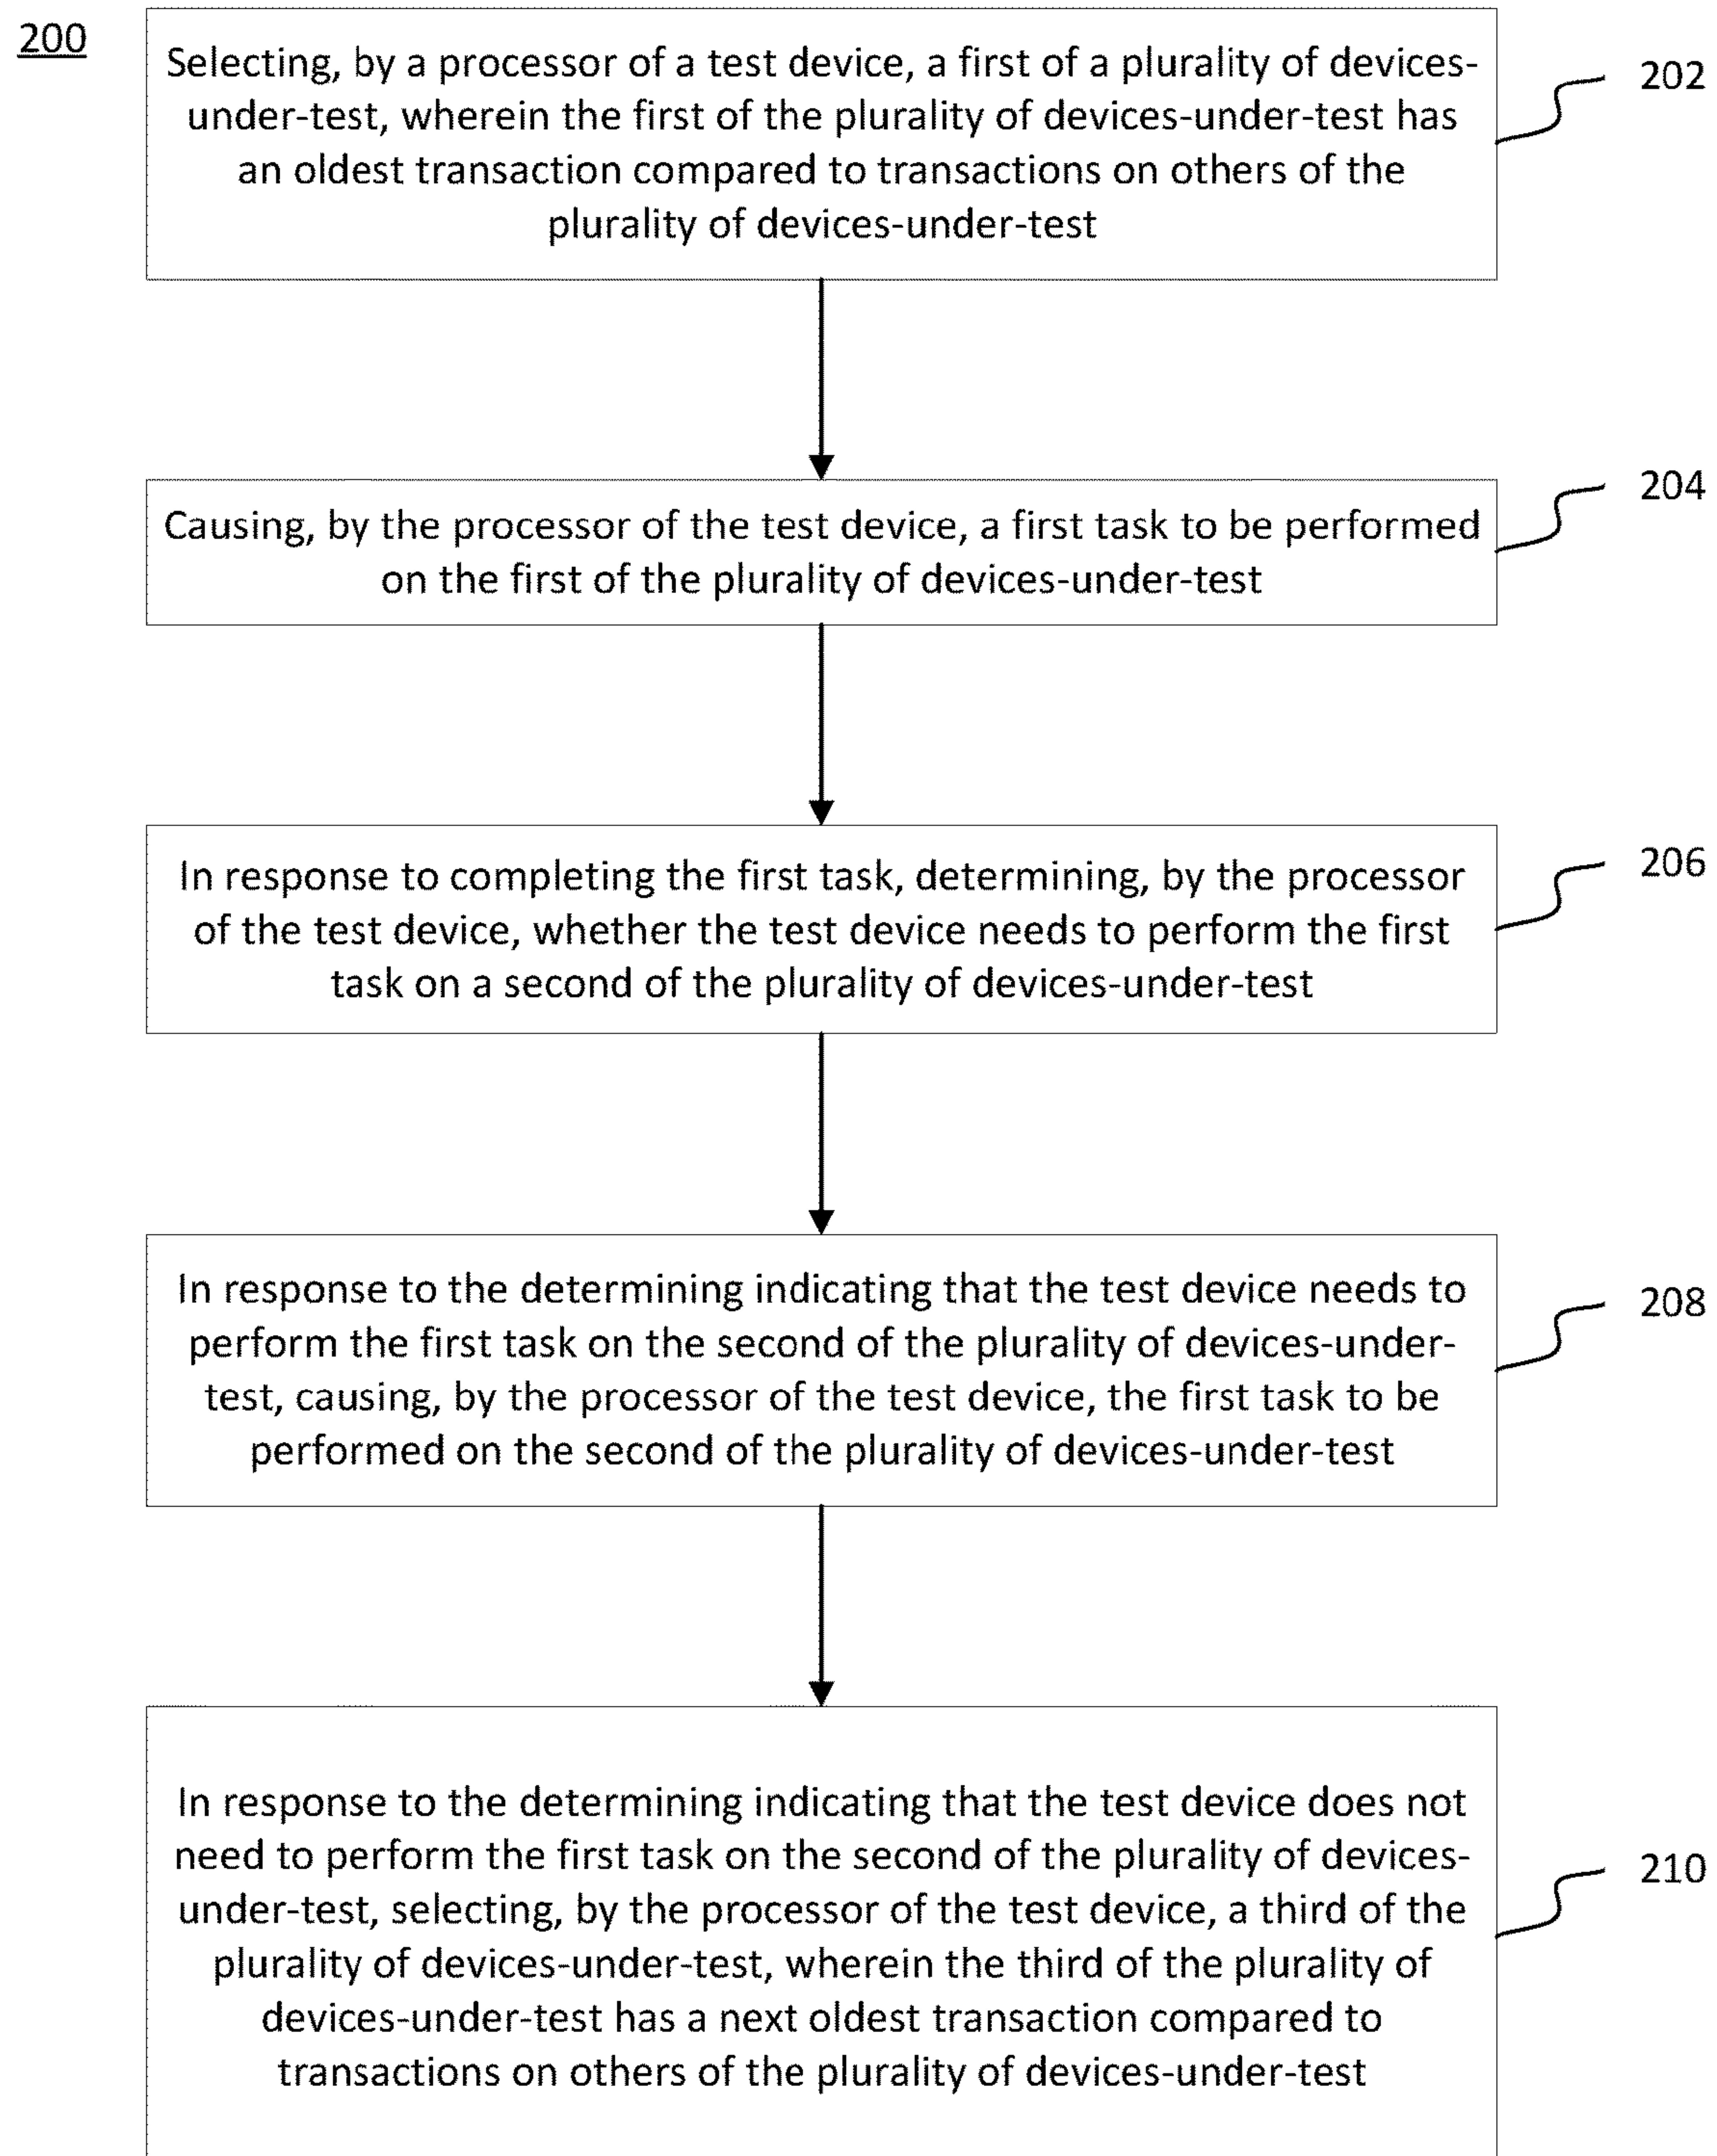 200
Selecting, by a processor of a test device, a first of a plurality of devices-
under-test, wherein the first of the plurality of devices-under-test has
an oldest transaction compared to transactions on others of the
plurality of devices-under-test
202
Causing, by the processor of the test device, a first task to be performed
on the first of the plurality of devices-under-test
204
In response to completing the first task, determining, by the processor
of the test device, whether the test device needs to perform the first
task on a second of the plurality of devices-under-test
206
In response to the determining indicating that the test device needs to
perform the first task on the second of the plurality of devices-under-
test, causing, by the processor of the test device, the first task to be
performed on the second of the plurality of devices-under-test
208
In response to the determining indicating that the test device does not
need to perform the first task on the second of the plurality of devices-
under-test, selecting, by the processor of the test device, a third of the
plurality of devices-under-test, wherein the third of the plurality of
devices-under-test has a next oldest transaction compared to
transactions on others of the plurality of devices-under-test
210